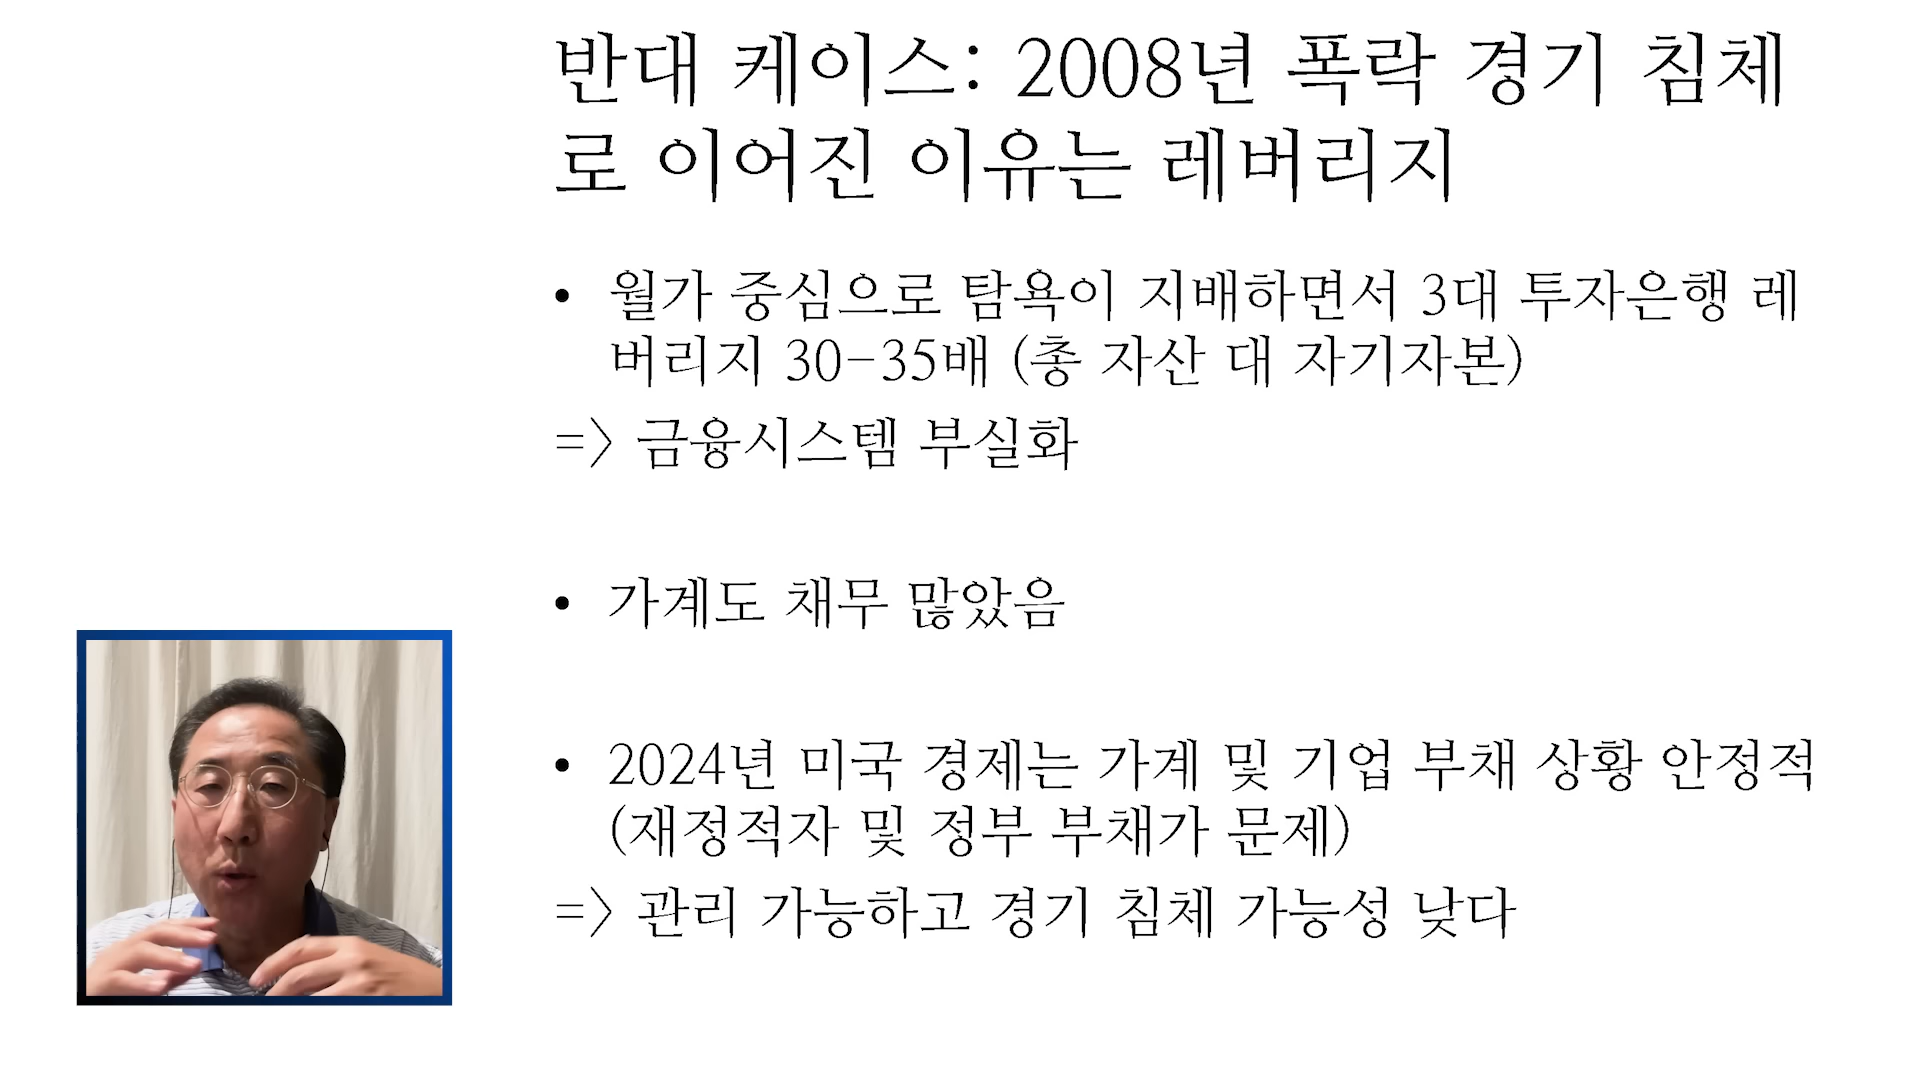 반대 케이스: 2008년 폭락 경기 침체
로 이어진 이유는 레버리지
• 월가 중심으로 탐욕이 지배하면서 3대 투자은행 레
버리지 30-35배 (총 자산 대 자기자본)
=> 금융시스템 부실화
• 가계도 채무 많았음
• 2024년 미국 경제는 가계 및 기업 부채 상황 안정적
(재정적자 및 정부 부채가 문제)
=> 관리 가능하고 경기 침체 가능성 낮다